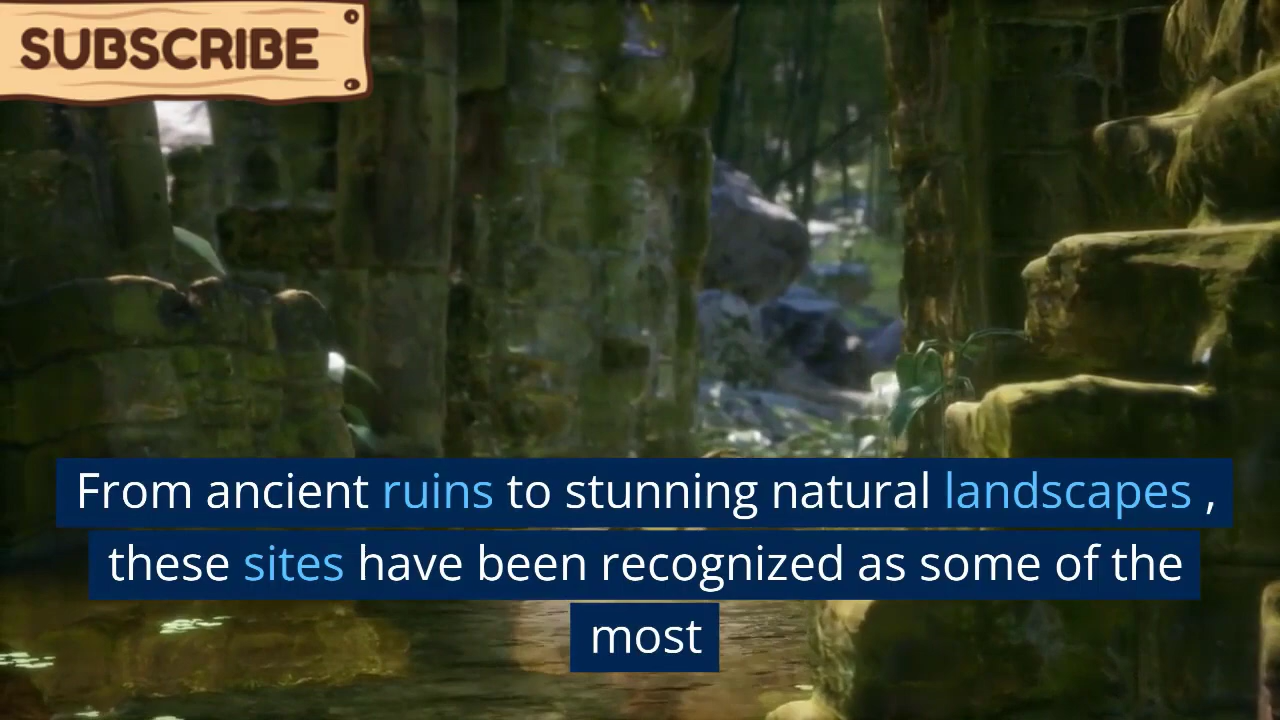 SUBSCRIBE
From ancient ruins to stunning natural landscapes ,
these sites have been recognized as some of the
most